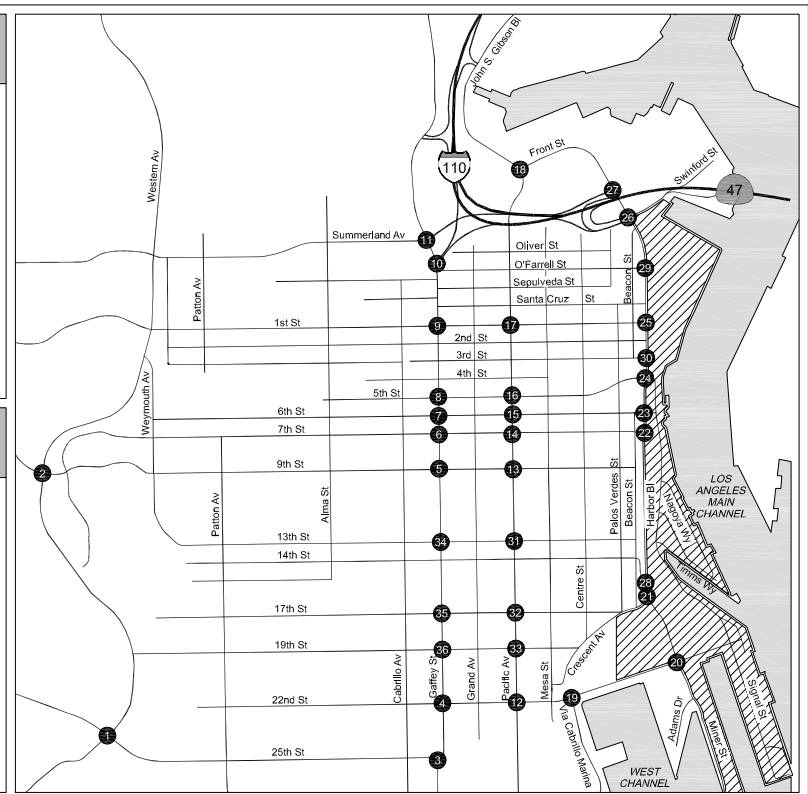 John S. Gibson Bl
Front St
110
18
27
Swinford St
47
Western Av
26
Summerland Av
11
Oliver St
10
O'Farrell St
29
Beacon St
Sepulveda St
Patton Av
Santa Cruz St
1st St
9
17
25
2nd St
3rd St
30
4th St
24
5th St
8
16
Weymouth Av
6th St
7
15
23
7th St
6
14
22
9th St
5
13
2
LOS
ANGELES
MAIN
CHANNEL
Patton Av
Alma St
Palos Verdes St
Beacon St
Harbor Bl
Nagoya Wy
13th St
34
31
14th St
Timms Wy
28
21
Centre St
17th St
35
32
19th St
36
33
Crescent Av
20
Cabrillo Av
Gaffey St
Grand Av
Pacific Av
Mesa St
22nd St
4
12
19
Adams Dr
Miner St
Signal St
Via Cabrillo Marina
1
25th St
3
WEST
CHANNEL